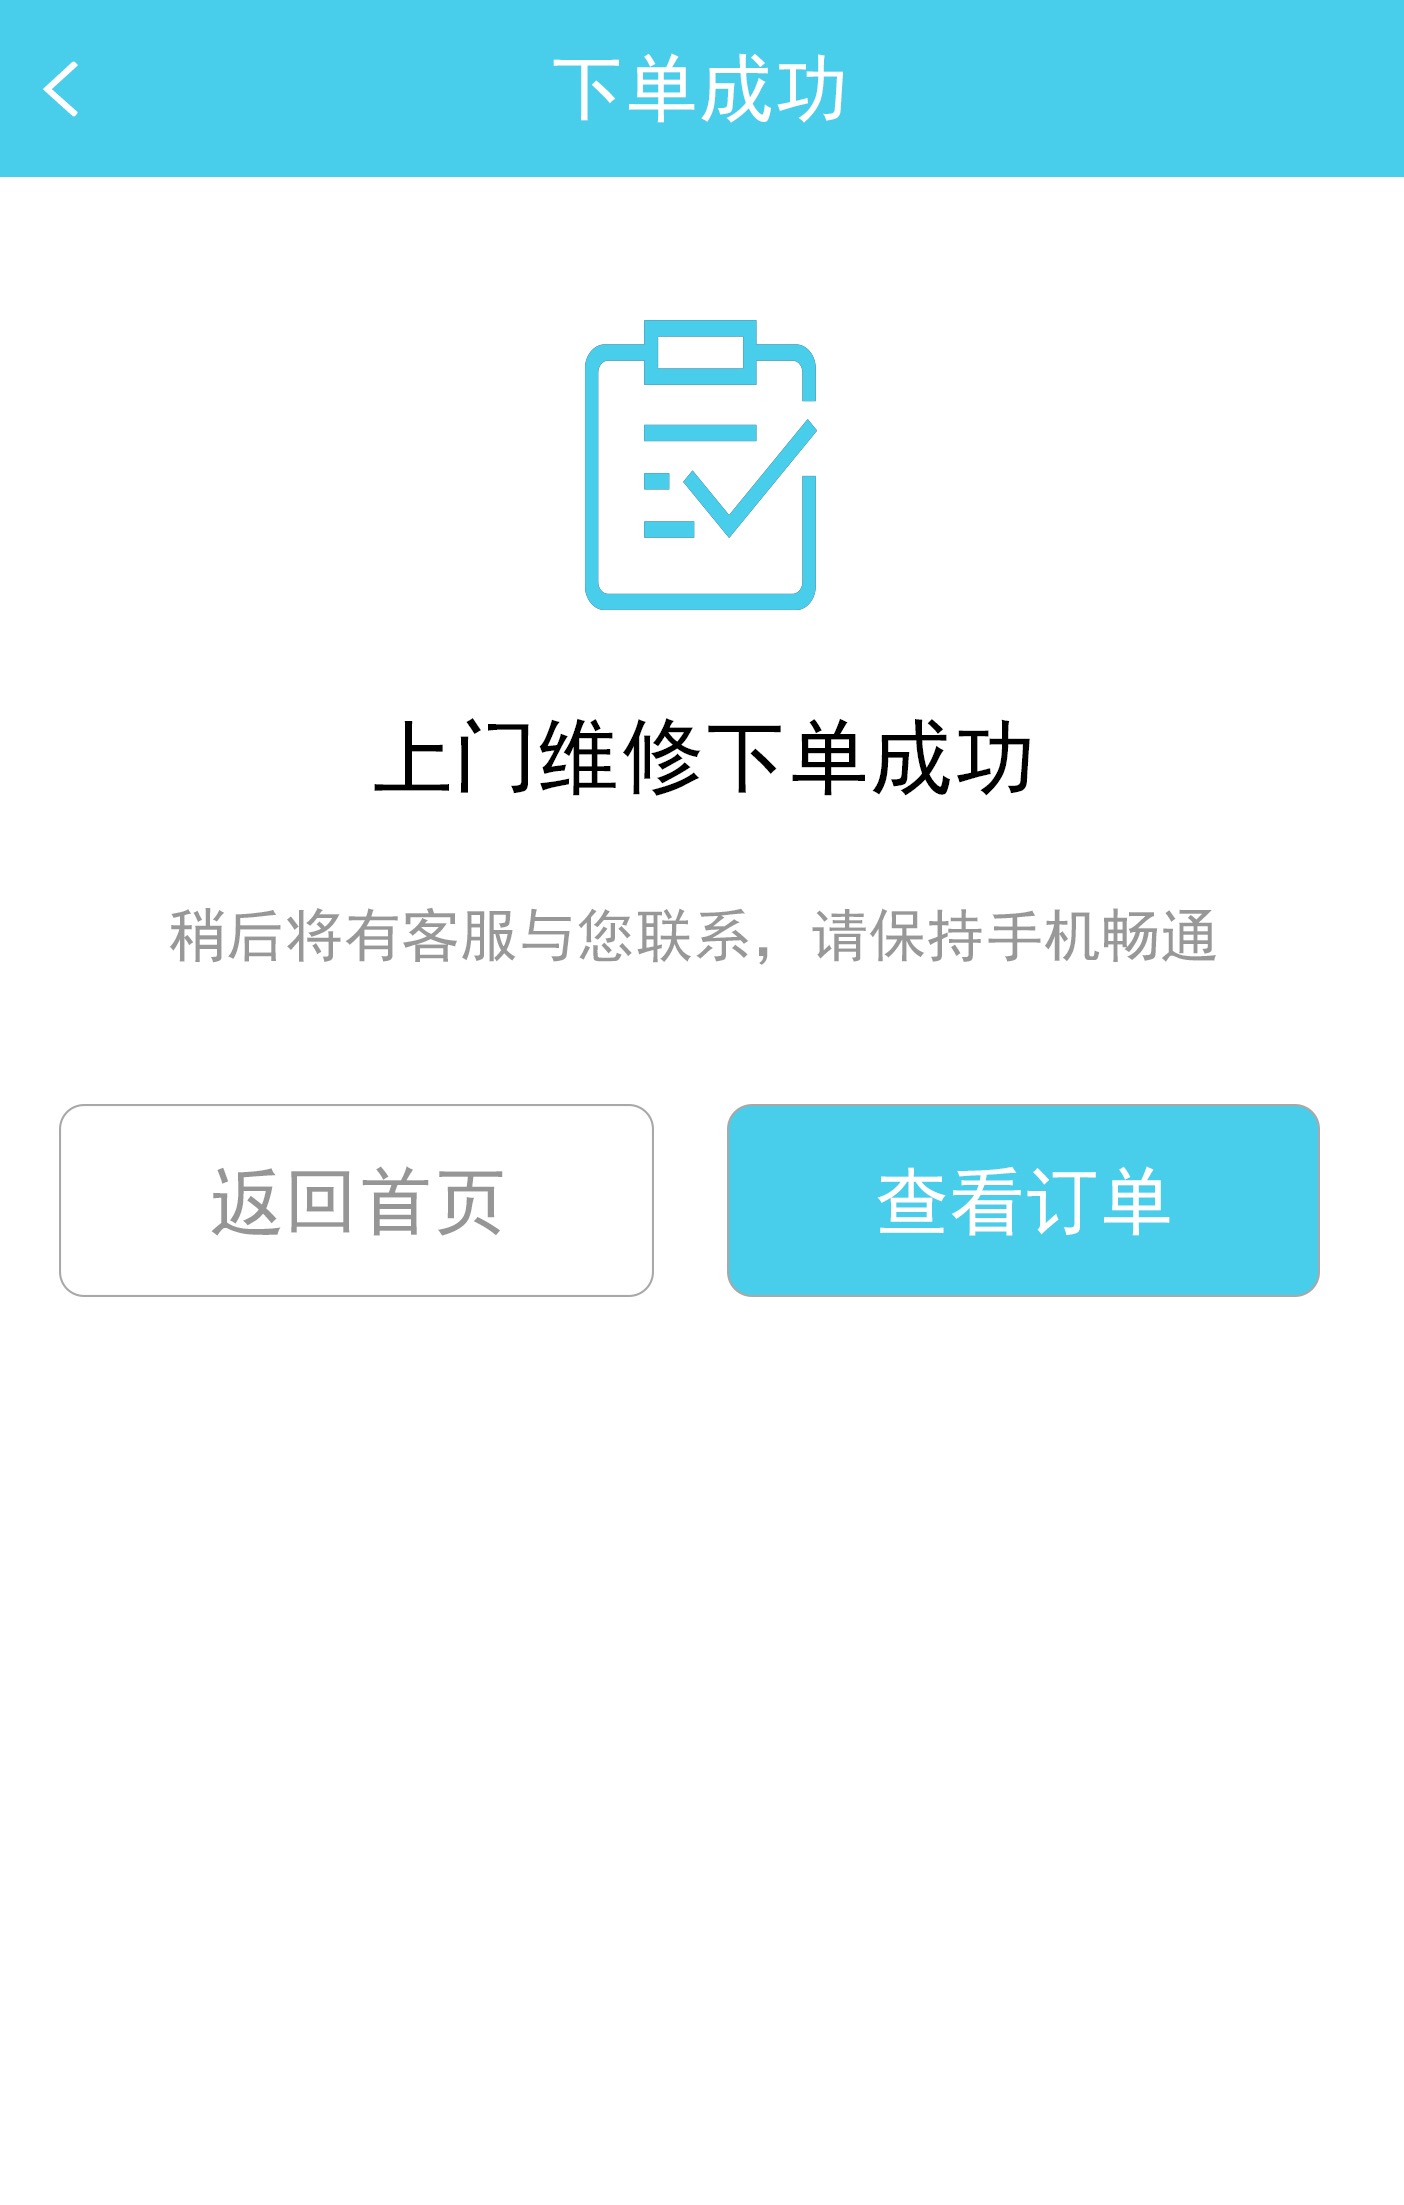 下单成功
上门维修下单成功
稍后将有客服与您联系，请保持手机畅通
返回首页
查看订单